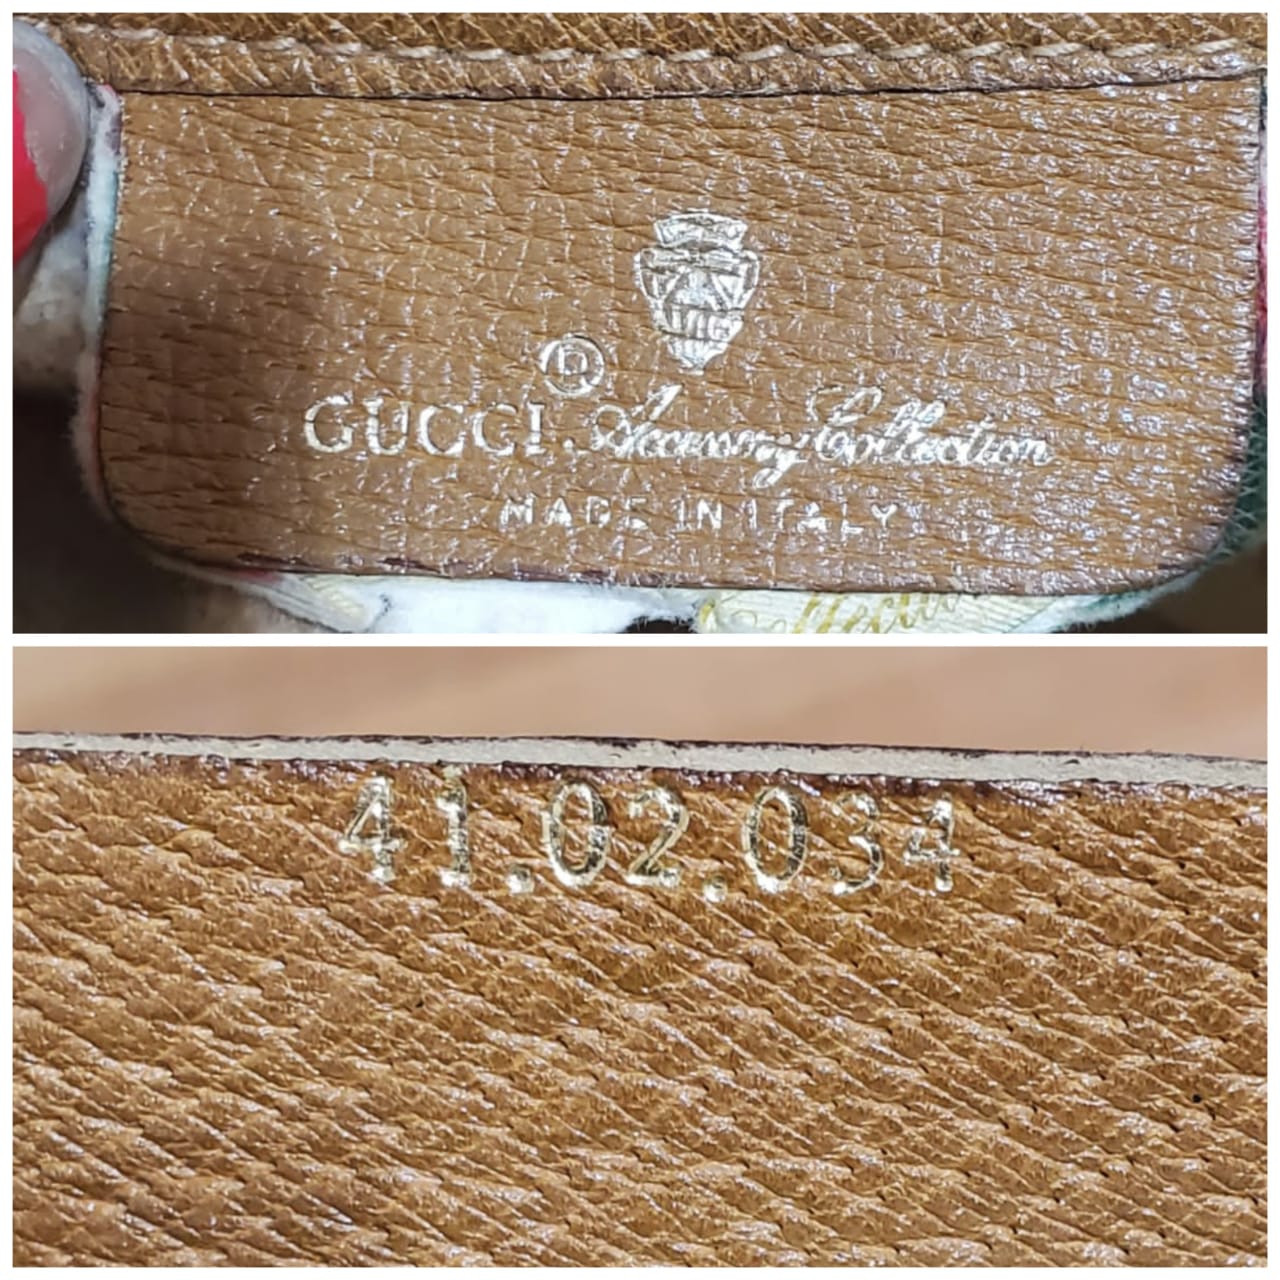 ®
GUCCI. Accessory Collection
MADE IN ITALY
41.02.034